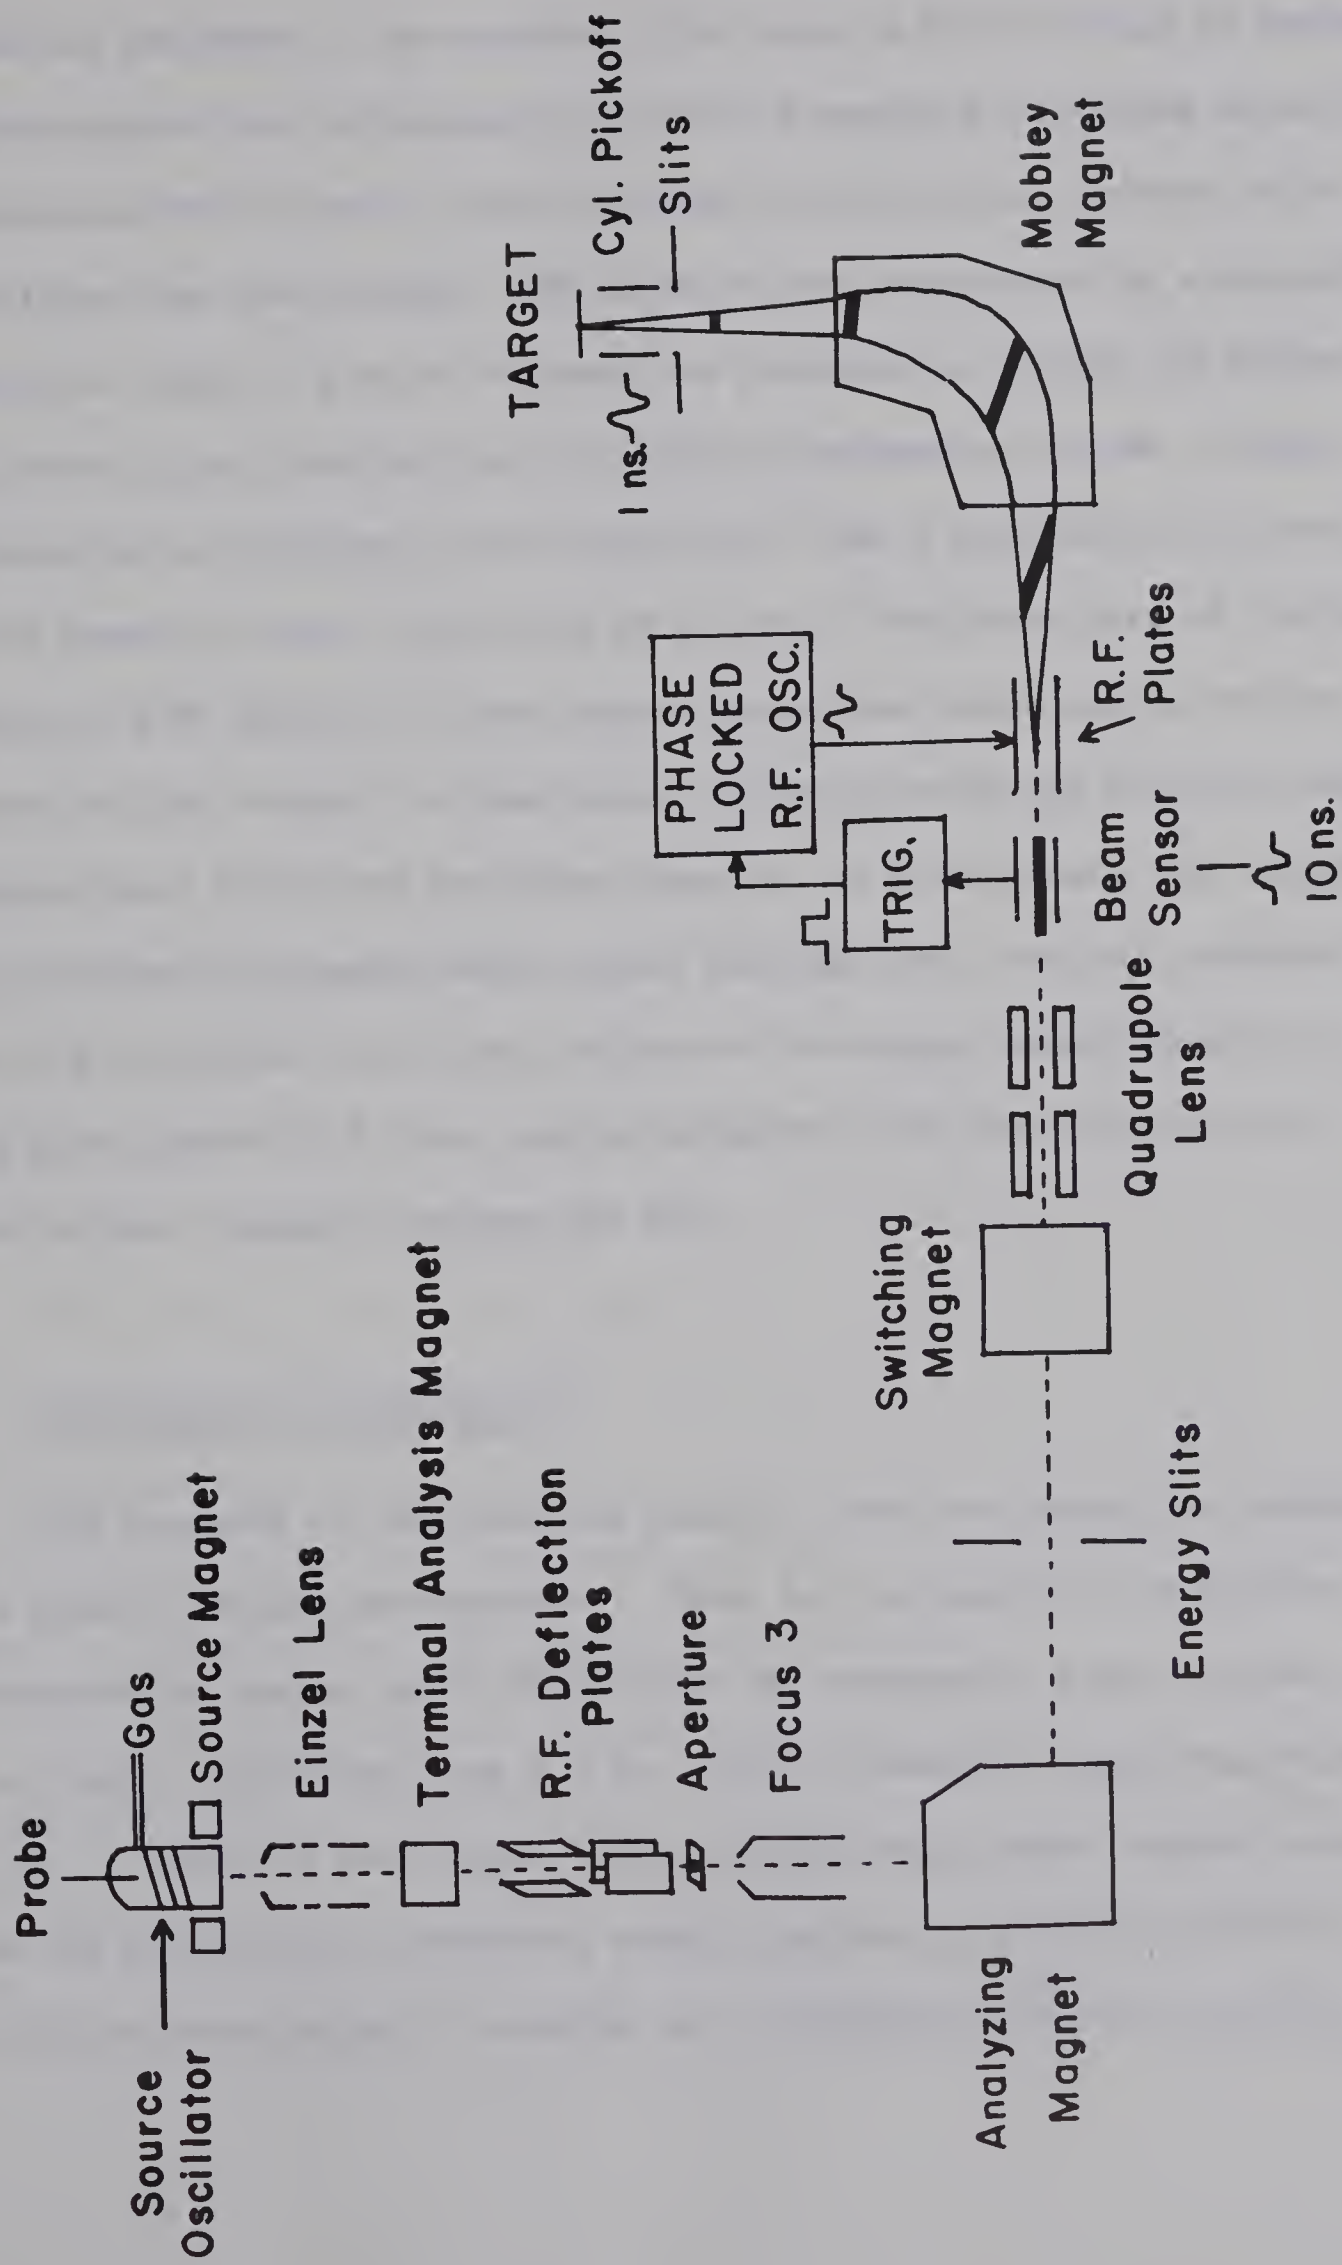 Probe
Gas
Source
Oscillator
Source Magnet
Einzel Lens
Terminal Analysis Magnet
R.F. Deflection
Plates
Aperture
Focus 3
Analyzing
Magnet
Energy Slits
Switching
Magnet
Quadrupole
Lens
Beam
Sensor
10 ns.
TRIG.
PHASE
LOCKED
R.F. OSC.
R.F.
Plates
Mobley
Magnet
TARGET
1 ns.
Cyl. Pickoff
Slits